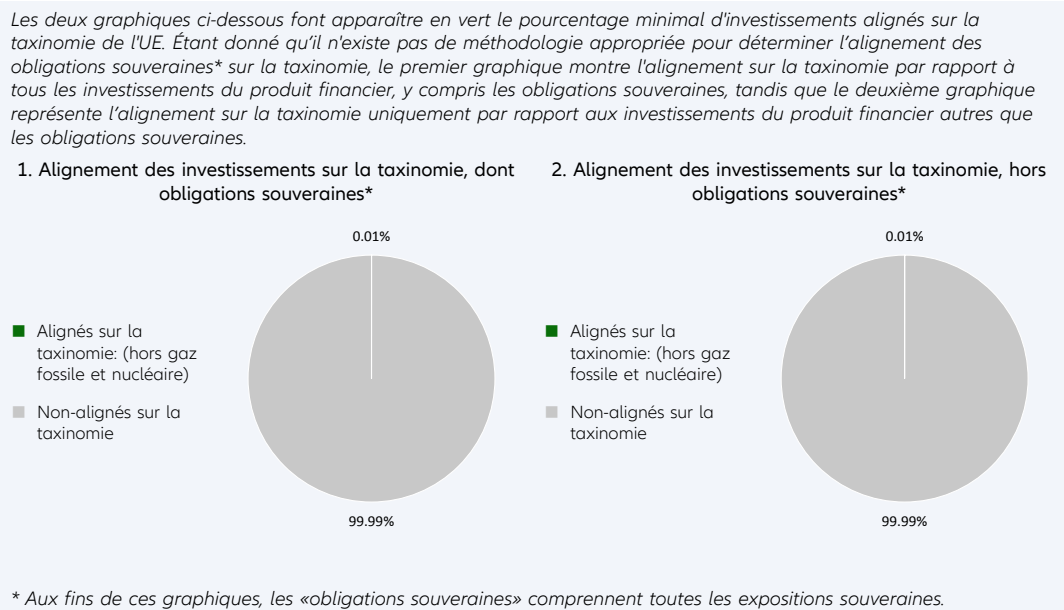 Les deux graphiques ci-dessous font apparaître en vert le pourcentage minimal d'investissements alignés sur la
taxinomie de l'UE. Étant donné qu’il n'existe pas de méthodologie appropriée pour déterminer l’alignement des
obligations souveraines* sur la taxinomie, le premier graphique montre l'alignement sur la taxinomie par rapport à
tous les investissements du produit financier, y compris les obligations souveraines, tandis que le deuxième graphique
représente l’alignement sur la taxinomie uniquement par rapport aux investissements du produit financier autres que
les obligations souveraines.
1. Alignement des investissements sur la taxinomie, dont
obligations souveraines*
0.01%
Alignés sur la
taxinomie: (hors gaz
fossile et nucléaire)
Non-alignés sur la
taxinomie
99.99%
2. Alignement des investissements sur la taxinomie, hors
obligations souveraines*
0.01%
Alignés sur la
taxinomie: (hors gaz
fossile et nucléaire)
Non-alignés sur la
taxinomie
99.99%
* Aux fins de ces graphiques, les «obligations souveraines» comprennent toutes les expositions souveraines.